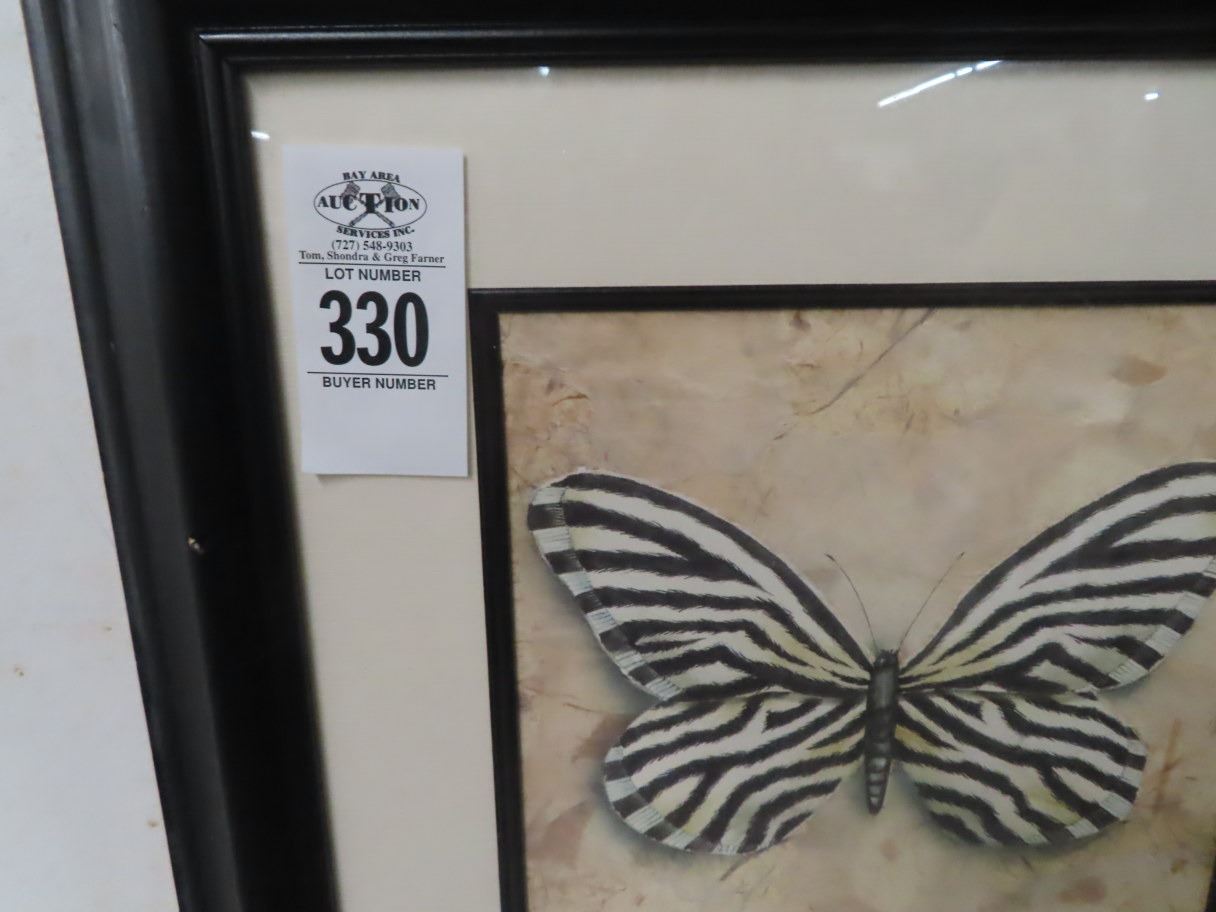 BAY AREA
AUCTION
SERVICES INC.
(727) 548-9303
Tom, Shondra & Greg Farner
LOT NUMBER
330
BUYER NUMBER